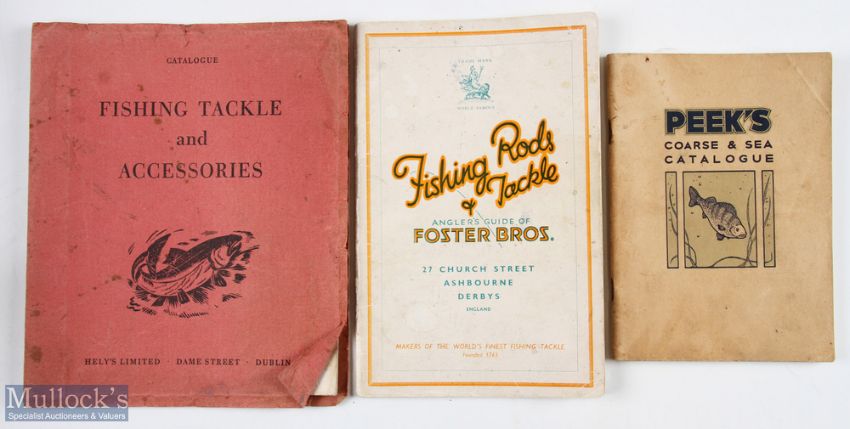 CATALOGUE
FISHING TACKLE
and
ACCESSORIES
HELY'S LIMITED · DAME STREET · DUBLIN
TRADE MARK
WORLD FAMOUS
Fishing Rods
& Tackle
ANGLERS GUIDE OF
FOSTER BROS.
27 CHURCH STREET
ASHBOURNE
DERBYS
ENGLAND
MAKERS OF THE WORLD'S FINEST FISHING TACKLE
Founded 1763
PEEK'S
COARSE & SEA
CATALOGUE
Mullock's
Specialist Auctioneers & Valuers